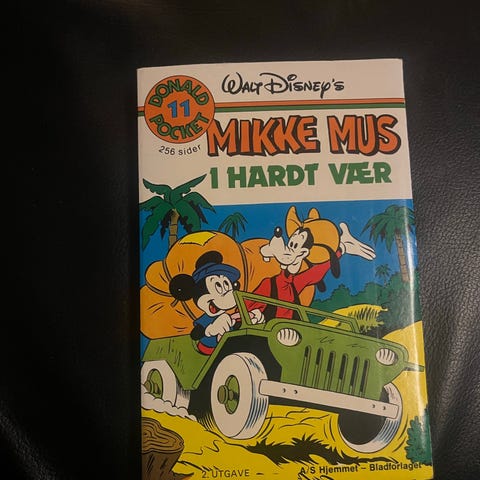 DONALD
11
POCKET
WALT DISNEY'S
256 sider
MIKKE MUS
I HARDT VÆR
2. UTGAVE
A/S Hjemmet – Bladforlaget